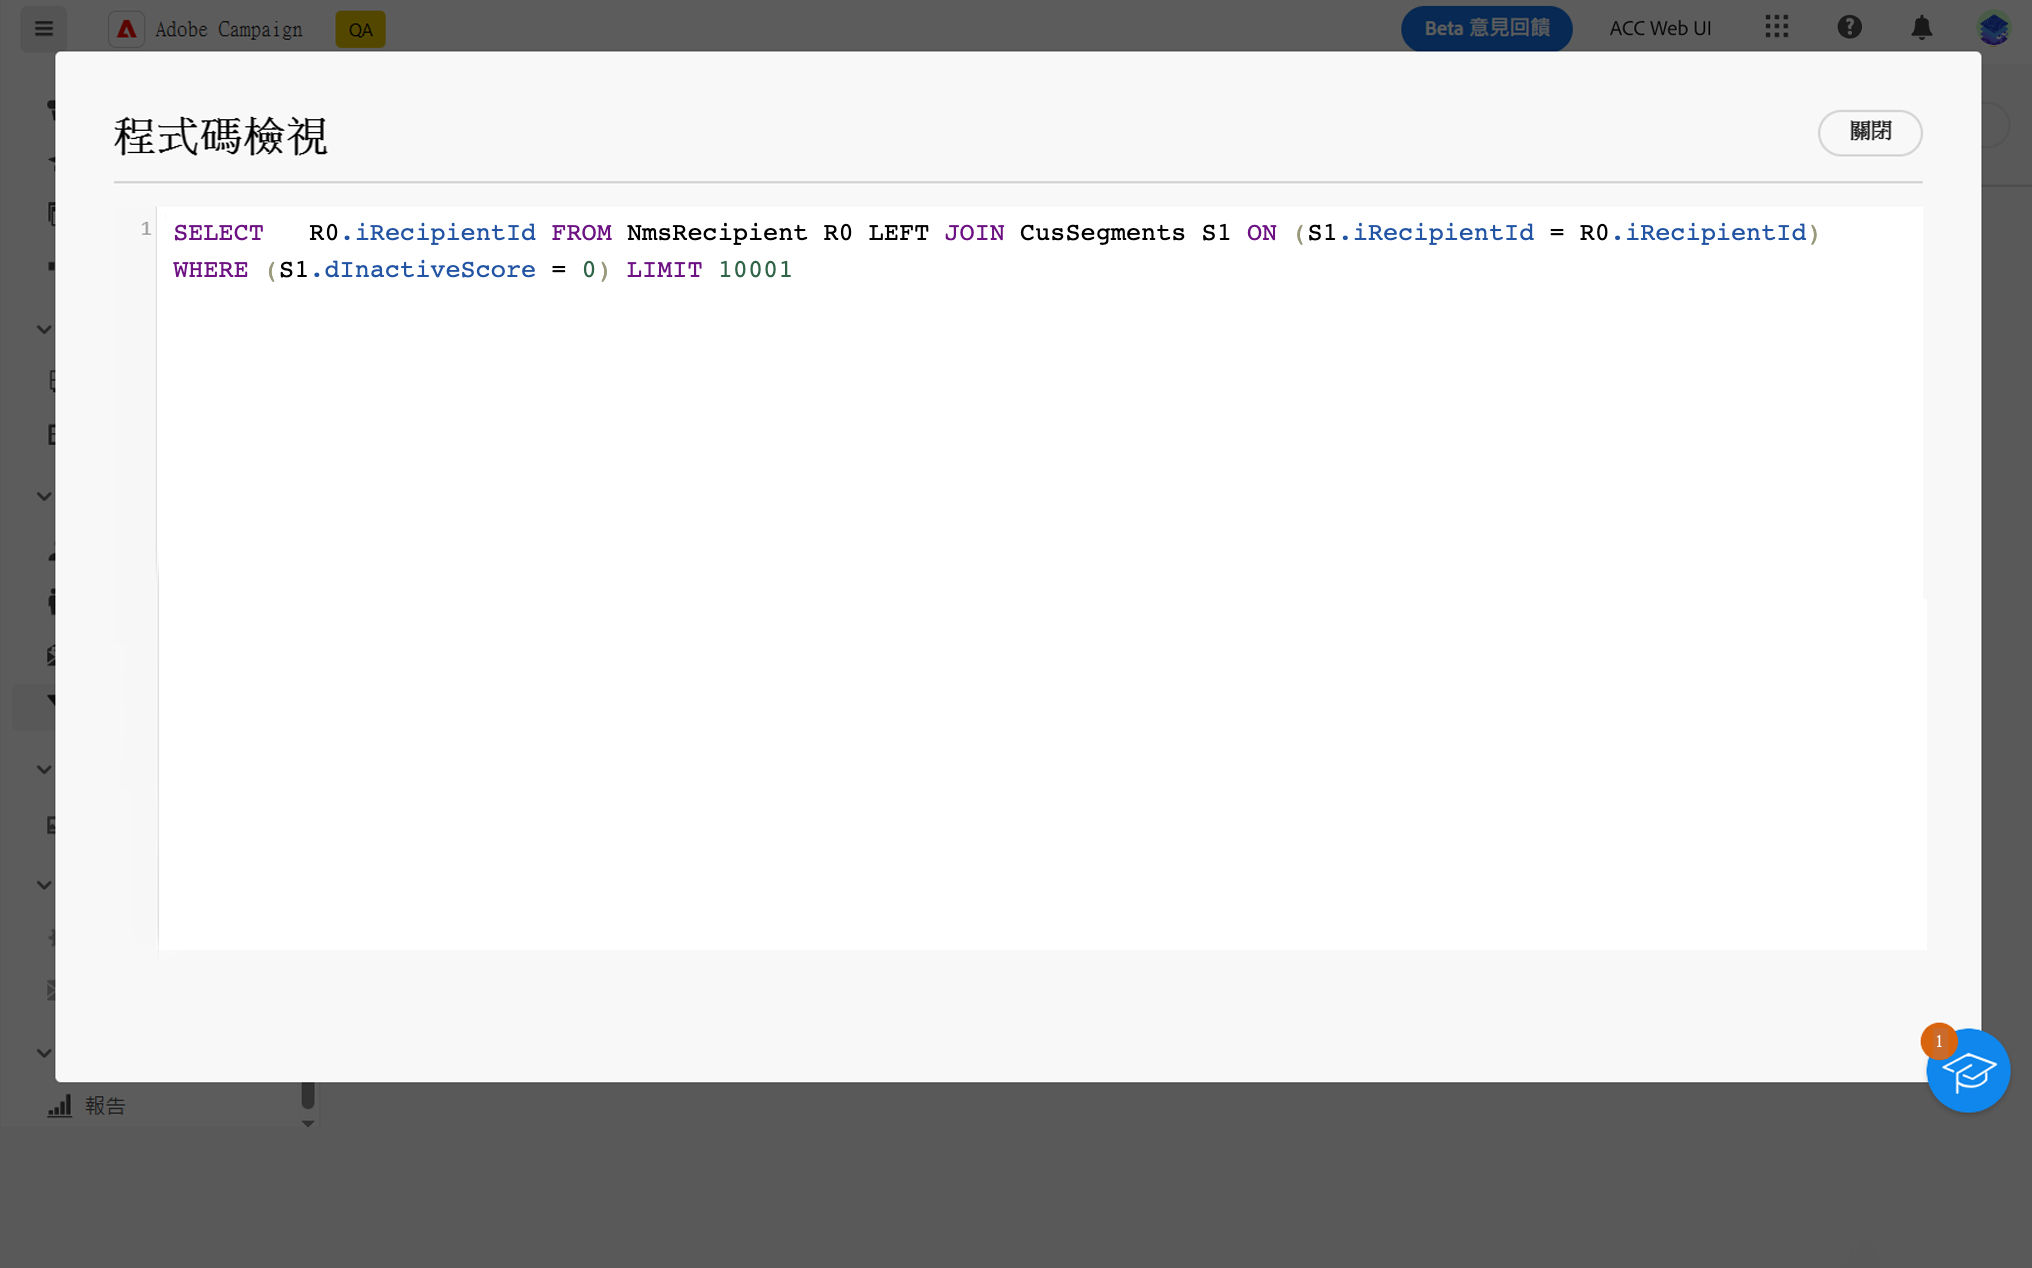 Adobe Campaign QA Beta 意見回饋 ACC Web UI
程式碼檢視 關閉
1 SELECT   R0.iRecipientId FROM NmsRecipient R0 LEFT JOIN CusSegments S1 ON (S1.iRecipientId = R0.iRecipientId)
WHERE (S1.dInactiveScore = 0) LIMIT 10001
1
報告